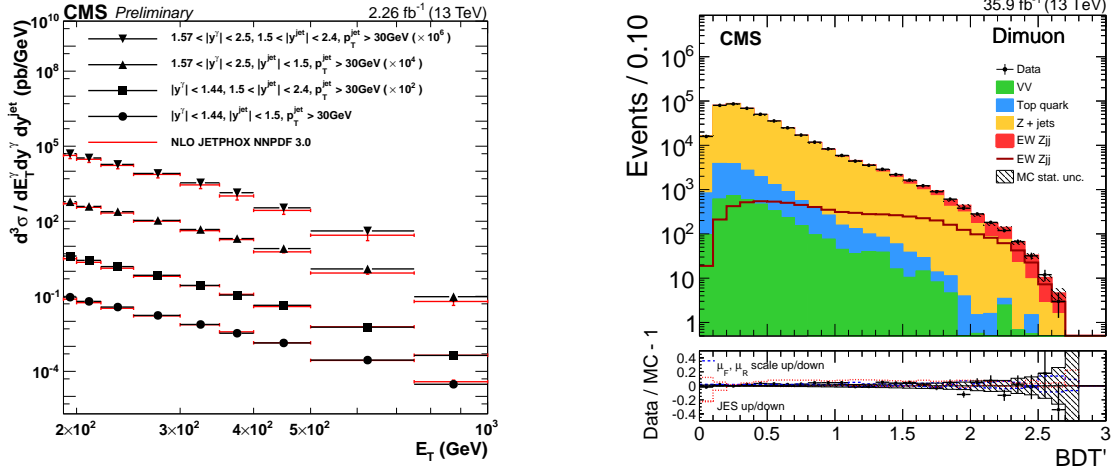 CMS Preliminary 2.26 fb⁻¹ (13 TeV)
d³σ / dE_T^γ dy^γ dy^jet (pb/GeV)
10¹⁰
10⁸
10⁵
10²
10⁻¹
10⁻⁴
1.57 < |y^γ| < 2.5, 1.5 < |y^jet| < 2.4, p_T^jet > 30GeV (× 10⁶)
1.57 < |y^γ| < 2.5, |y^jet| < 1.5, p_T^jet > 30GeV (× 10⁴)
|y^γ| < 1.44, 1.5 < |y^jet| < 2.4, p_T^jet > 30GeV (× 10²)
|y^γ| < 1.44, |y^jet| < 1.5, p_T^jet > 30GeV
NLO JETPHOX NNPDF 3.0
2×10² 3×10² 4×10² 5×10² 10³
E_T (GeV)
35.9 fb⁻¹ (13 TeV)
CMS
Dimuon
Data
VV
Top quark
Z + jets
EW Zjj
EW Zjj
MC stat. unc.
Events / 0.10
10⁶
10⁵
10⁴
10³
10²
10
1
Data / MC - 1
0.4
0.2
0
-0.2
-0.4
μ_F, μ_R scale up/down
JES up/down
0 0.5 1 1.5 2 2.5 3
BDT'